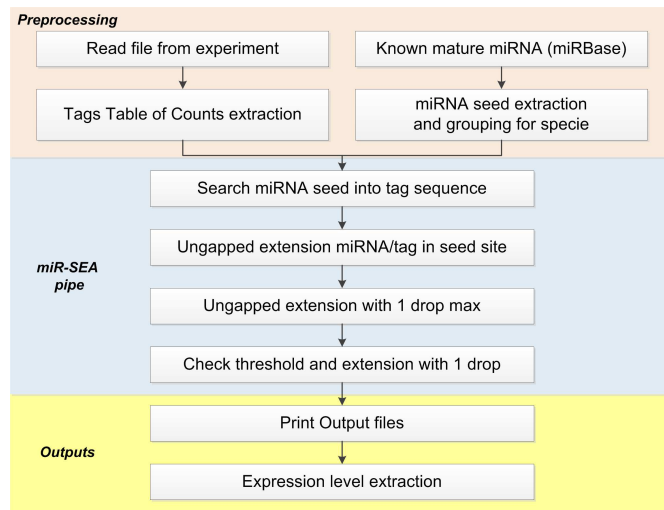 Preprocessing
Read file from experiment
Known mature miRNA (miRBase)
Tags Table of Counts extraction
miRNA seed extraction
and grouping for specie
Search miRNA seed into tag sequence
Ungapped extension miRNA/tag in seed site
miR-SEA
pipe
Ungapped extension with 1 drop max
Check threshold and extension with 1 drop
Print Output files
Outputs
Expression level extraction